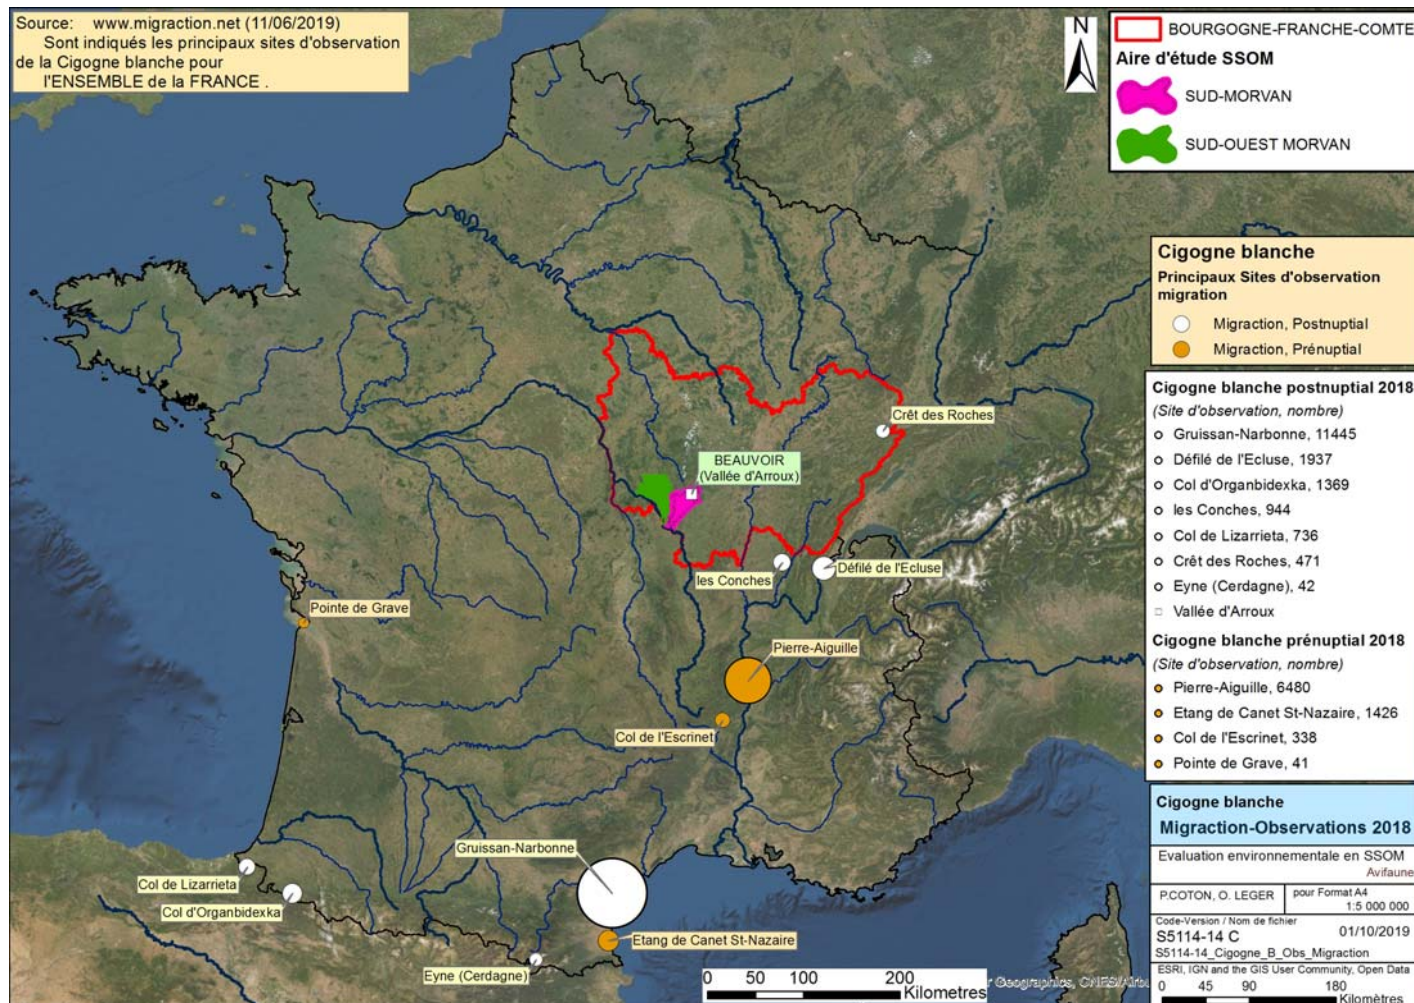 Source: www.migraction.net (11/06/2019)
Sont indiqués les principaux sites d'observation
de la Cigogne blanche pour
l'ENSEMBLE de la FRANCE .
N
BOURGOGNE-FRANCHE-COMTE
Aire d'étude SSOM
SUD-MORVAN
SUD-OUEST MORVAN
Cigogne blanche
Principaux Sites d'observation
migration
Migraction, Postnuptial
Migraction, Prénuptial
Cigogne blanche postnuptial 2018
(Site d'observation, nombre)
Gruissan-Narbonne, 11445
Défilé de l'Ecluse, 1937
Col d'Organbidexka, 1369
les Conches, 944
Col de Lizarrieta, 736
Crêt des Roches, 471
Eyne (Cerdagne), 42
Vallée d'Arroux
Cigogne blanche prénuptial 2018
(Site d'observation, nombre)
Pierre-Aiguille, 6480
Etang de Canet St-Nazaire, 1426
Col de l'Escrinet, 338
Pointe de Grave, 41
Cigogne blanche
Migraction-Observations 2018
Evaluation environnementale en SSOM
Avifaune
P.COTON, O. LEGER
pour Format A4
1:5 000 000
Code-Version / Nom de fichier
S5114-14 C
01/10/2019
S5114-14_Cigogne_B_Obs_Migraction
ESRI, IGN and the GIS User Community, Open Data
0 45 90 180
Kilomètres
Crêt des Roches
BEAUVOIR
(Vallée d'Arroux)
les Conches
Défilé de l'Ecluse
Pointe de Grave
Pierre-Aiguille
Col de l'Escrinet
Gruissan-Narbonne
Col de Lizarrieta
Col d'Organbidexka
Etang de Canet St-Nazaire
Eyne (Cerdagne)
0 50 100 200
Kilometres
Geographics, CNES/Airbu